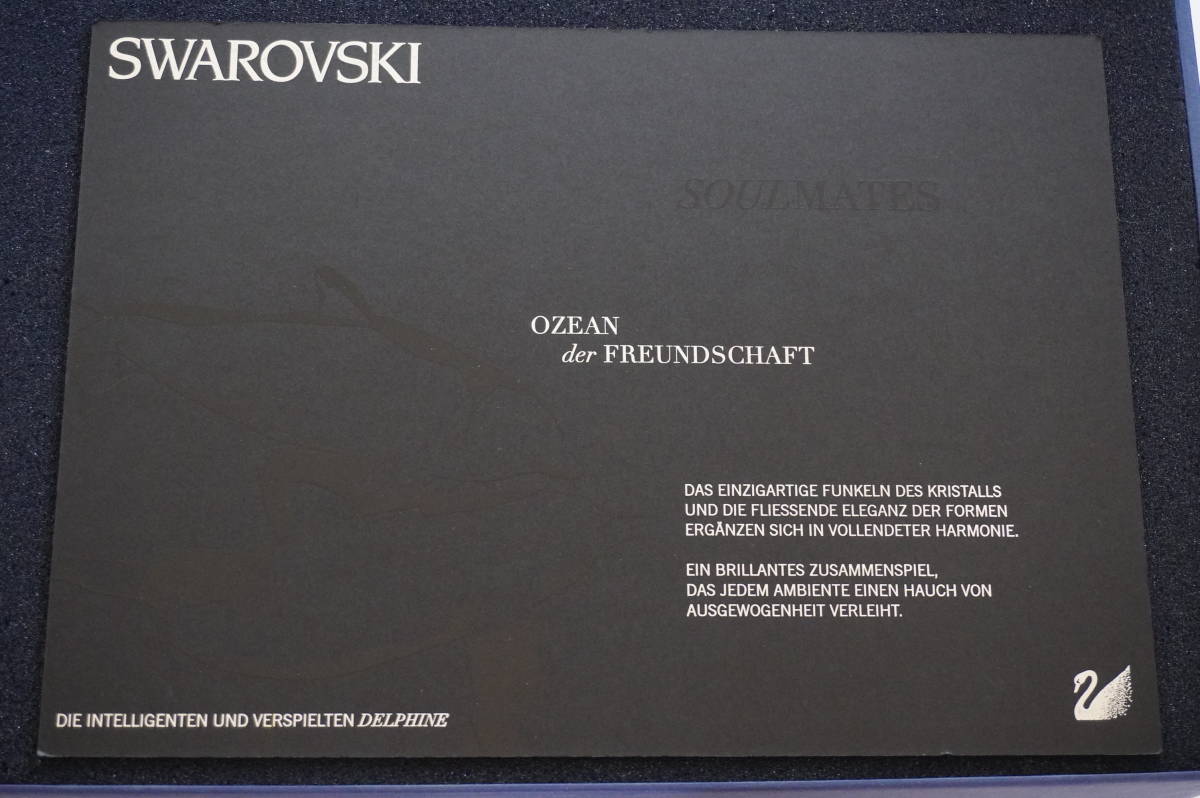 SWAROVSKI
SOULMATES
OZEAN
der FREUNDSCHAFT
DAS EINZIGARTIGE FUNKELN DES KRISTALLS
UND DIE FLIESSENDE ELEGANZ DER FORMEN
ERGÄNZEN SICH IN VOLLENDETER HARMONIE.
EIN BRILLANTES ZUSAMMENSPIEL,
DAS JEDEM AMBIENTE EINEN HAUCH VON
AUSGEWOGENHEIT VERLEIHT.
DIE INTELLIGENTEN UND VERSPIELTEN DELPHINE